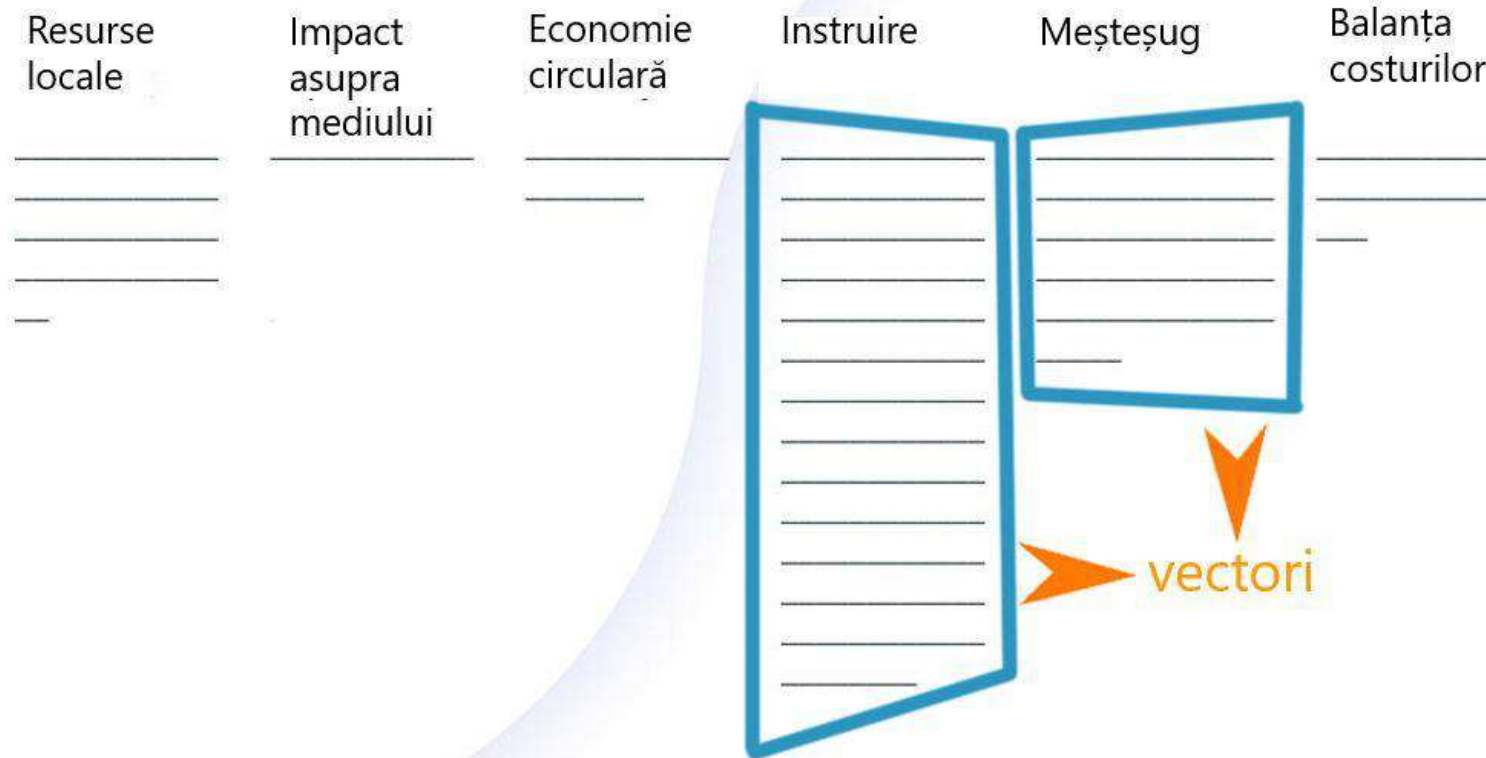 Resurse
locale
Impact
asupra
mediului
Economie
circulară
Instruire
Meșteșug
Balanța
costurilor
vectori